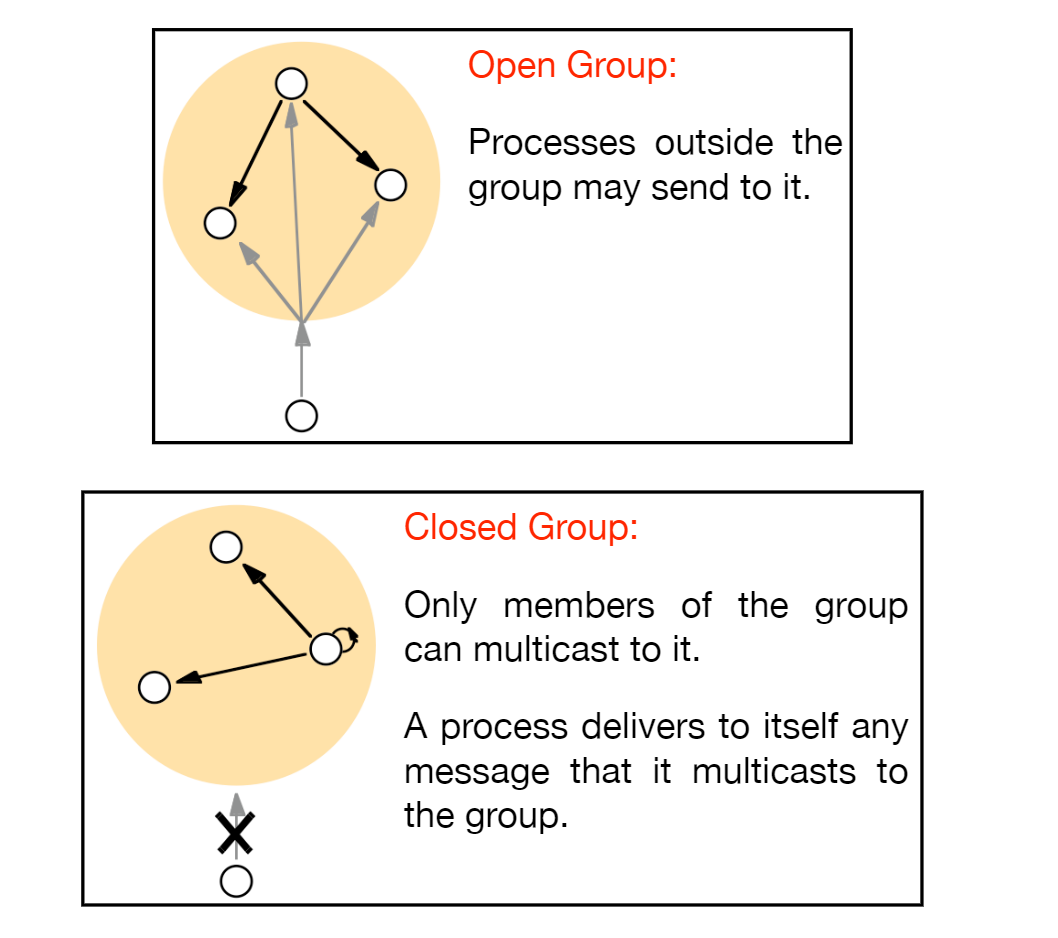 Open Group:
Processes outside the
group may send to it.
Closed Group:
Only members of the group
can multicast to it.
A process delivers to itself any
message that it multicasts to
the group.